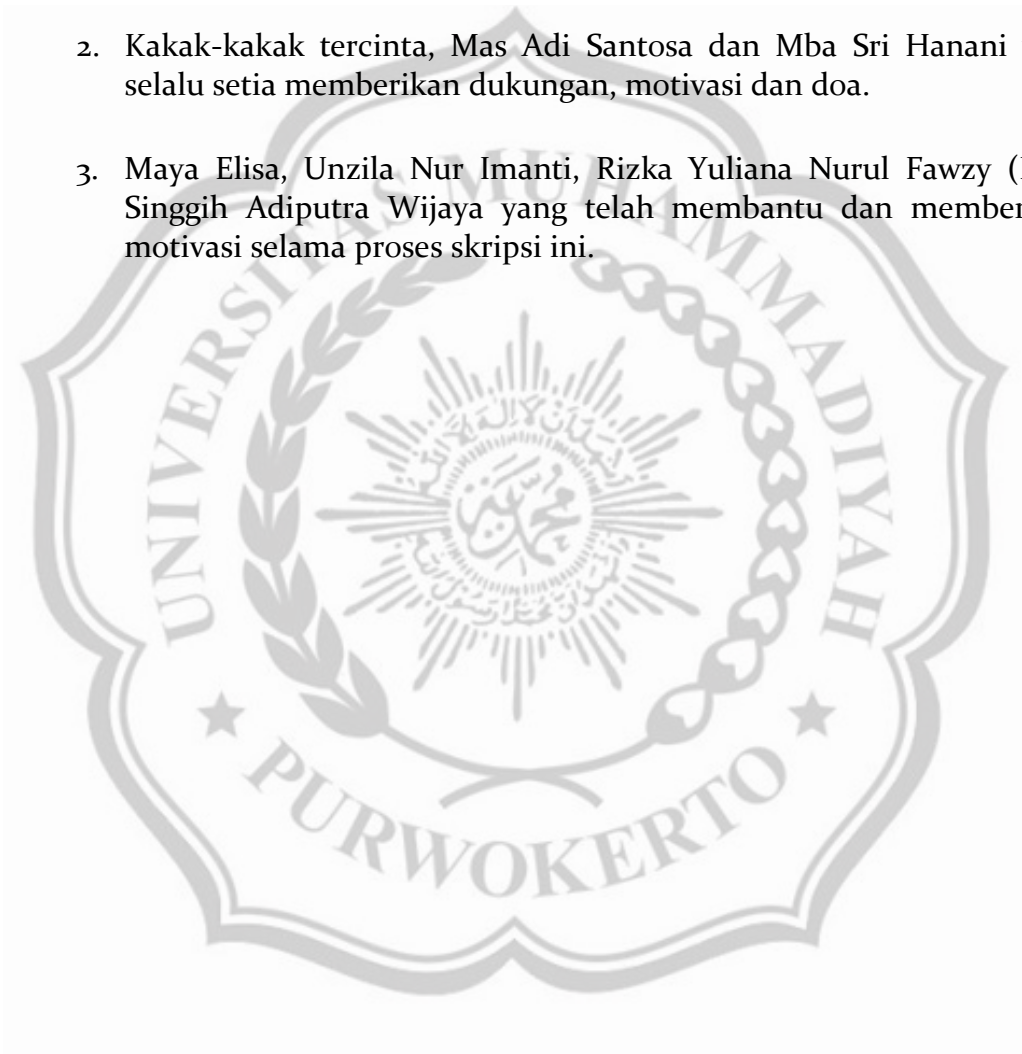 2. Kakak-kakak tercinta, Mas Adi Santosa dan Mba Sri Hanani
selalu setia memberikan dukungan, motivasi dan doa.
3. Maya Elisa, Unzila Nur Imanti, Rizka Yuliana Nurul Fawzy (
Singgih Adiputra Wijaya yang telah membantu dan
motivasi selama proses skripsi ini.
UNIVERSITAS MUHAMMADIYAH
PURWOKERTO